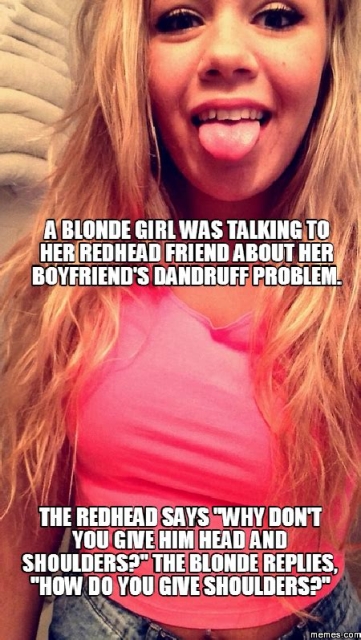 A BLONDE GIRL WAS TALKING TO
HER REDHEAD FRIEND ABOUT HER
BOYFRIEND'S DANDRUFF PROBLEM.
THE REDHEAD SAYS "WHY DON'T
YOU GIVE HIM HEAD AND
SHOULDERS?" THE BLONDE REPLIES,
"HOW DO YOU GIVE SHOULDERS?"
memes.com